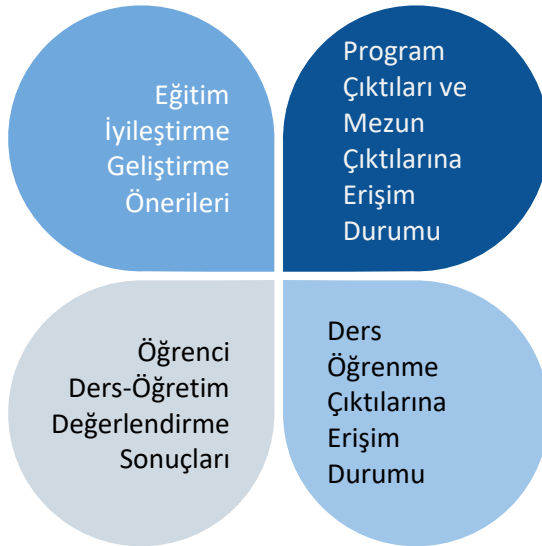 Eğitim
İyileştirme
Geliştirme
Önerileri
Program
Çıktıları ve
Mezun
Çıktılarına
Erişim
Durumu
Öğrenci
Ders-Öğretim
Değerlendirme
Sonuçları
Ders
Öğrenme
Çıktılarına
Erişim
Durumu